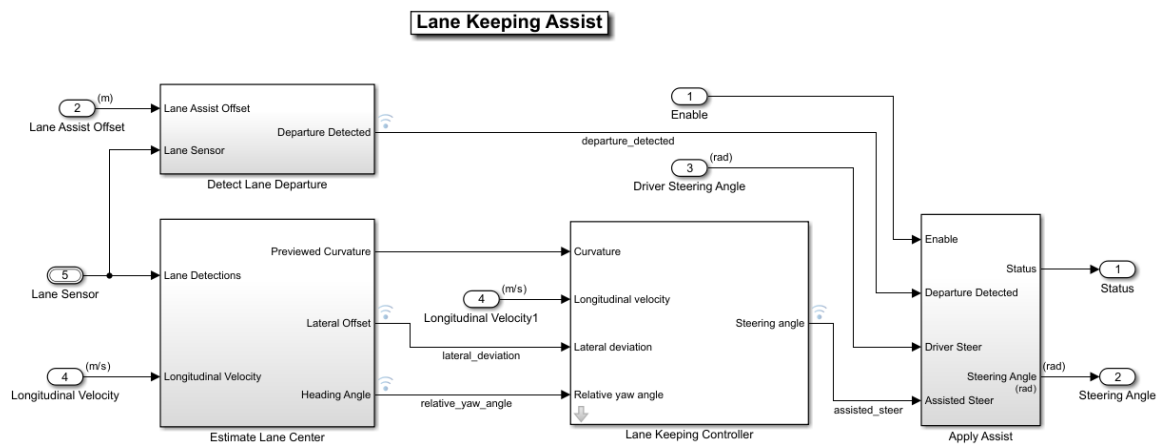 Lane Keeping Assist
2
(m)
Lane Assist Offset
Lane Assist Offset
Departure Detected
Lane Sensor
Detect Lane Departure
departure_detected
1
Enable
3
(rad)
Driver Steering Angle
5
Lane Sensor
4
(m/s)
Longitudinal Velocity
Previewed Curvature
Lane Detections
Lateral Offset
Longitudinal Velocity
Heading Angle
Estimate Lane Center
lateral_deviation
relative_yaw_angle
4
(m/s)
Longitudinal Velocity1
Curvature
Longitudinal velocity
Steering angle
Lateral deviation
Relative yaw angle
Lane Keeping Controller
assisted_steer
Enable
Status
Departure Detected
Driver Steer
Steering Angle
(rad)
Assisted Steer
Apply Assist
1
Status
(rad)
2
Steering Angle